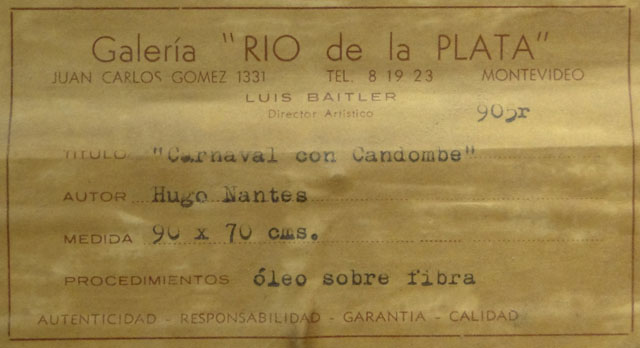 Galería "RIO de la PLATA"
JUAN CARLOS GOMEZ 1331 TEL. 8 19 23 MONTEVIDEO
LUIS BAITLER
Director Artístico
905r
TITULO "Carnaval con Candombe"
AUTOR Hugo Nantes
MEDIDA 90 x 70 cms.
PROCEDIMIENTOS óleo sobre fibra
AUTENTICIDAD - RESPONSABILIDAD - GARANTIA - CALIDAD